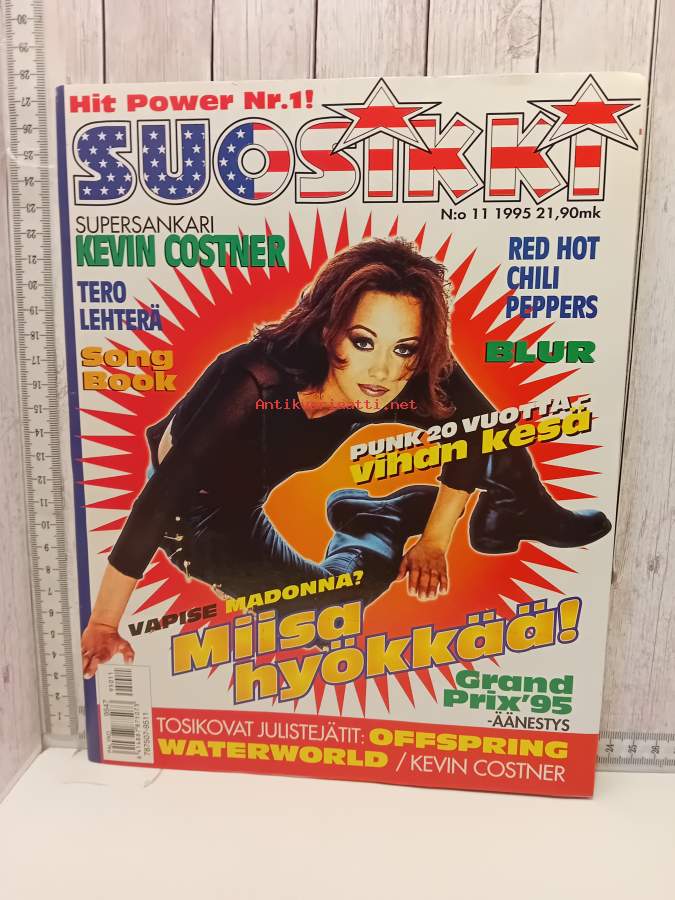 Hit Power Nr.1!
SUOSIKKI
N:o 11 1995 21,90mk
SUPERSANKARI
KEVIN COSTNER
TERO
LEHTERÄ
Song
Book
RED HOT
CHILI
PEPPERS
BLUR
Antikvariaatti.net
PUNK 20 VUOTTA -
vihan kesä
VAPISE MADONNA?
Miisa
hyökkää!
Grand
Prix'95
-ÄÄNESTYS
TOSIKOVAT JULISTEJÄTIT: OFFSPRING
WATERWORLD / KEVIN COSTNER
787507-9511